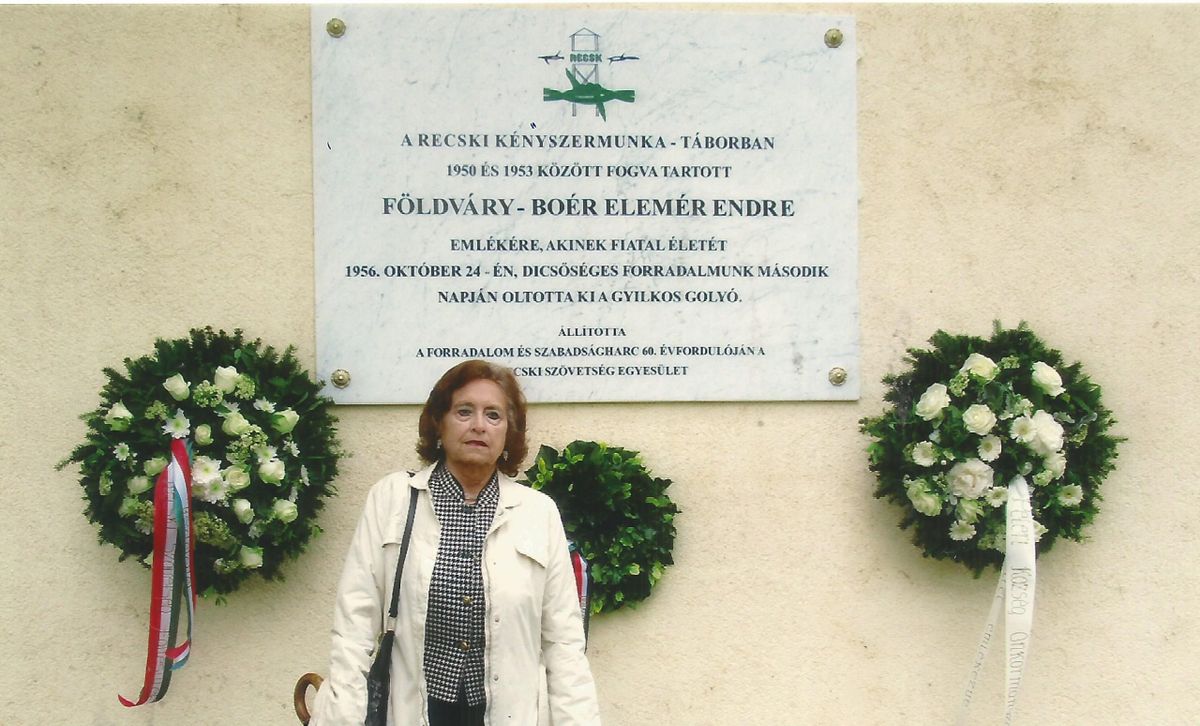 RECSK
A RECSKI KÉNYSZERMUNKA - TÁBORBAN
1950 ÉS 1953 KÖZÖTT FOGVA TARTOTT
FÖLDVÁRY - BOÉR ELEMÉR ENDRE
EMLÉKÉRE, AKINEK FIATAL ÉLETÉT
1956. OKTÓBER 24 - ÉN, DICSŐSÉGES FORRADALMUNK MÁSODIK
NAPJÁN OLTOTTA KI A GYILKOS GOLYÓ.
ÁLLÍTOTTA
A FORRADALOM ÉS SZABADSÁGHARC 60. ÉVFORDULÓJÁN A
CSKI SZÖVETSÉG EGYESÜLET
Község